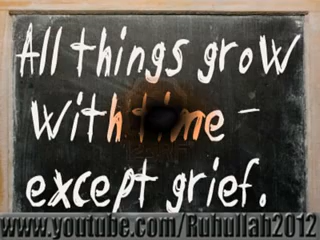 All things grow
with time -
except grief.
www.youtube.com/Ruhullah2012